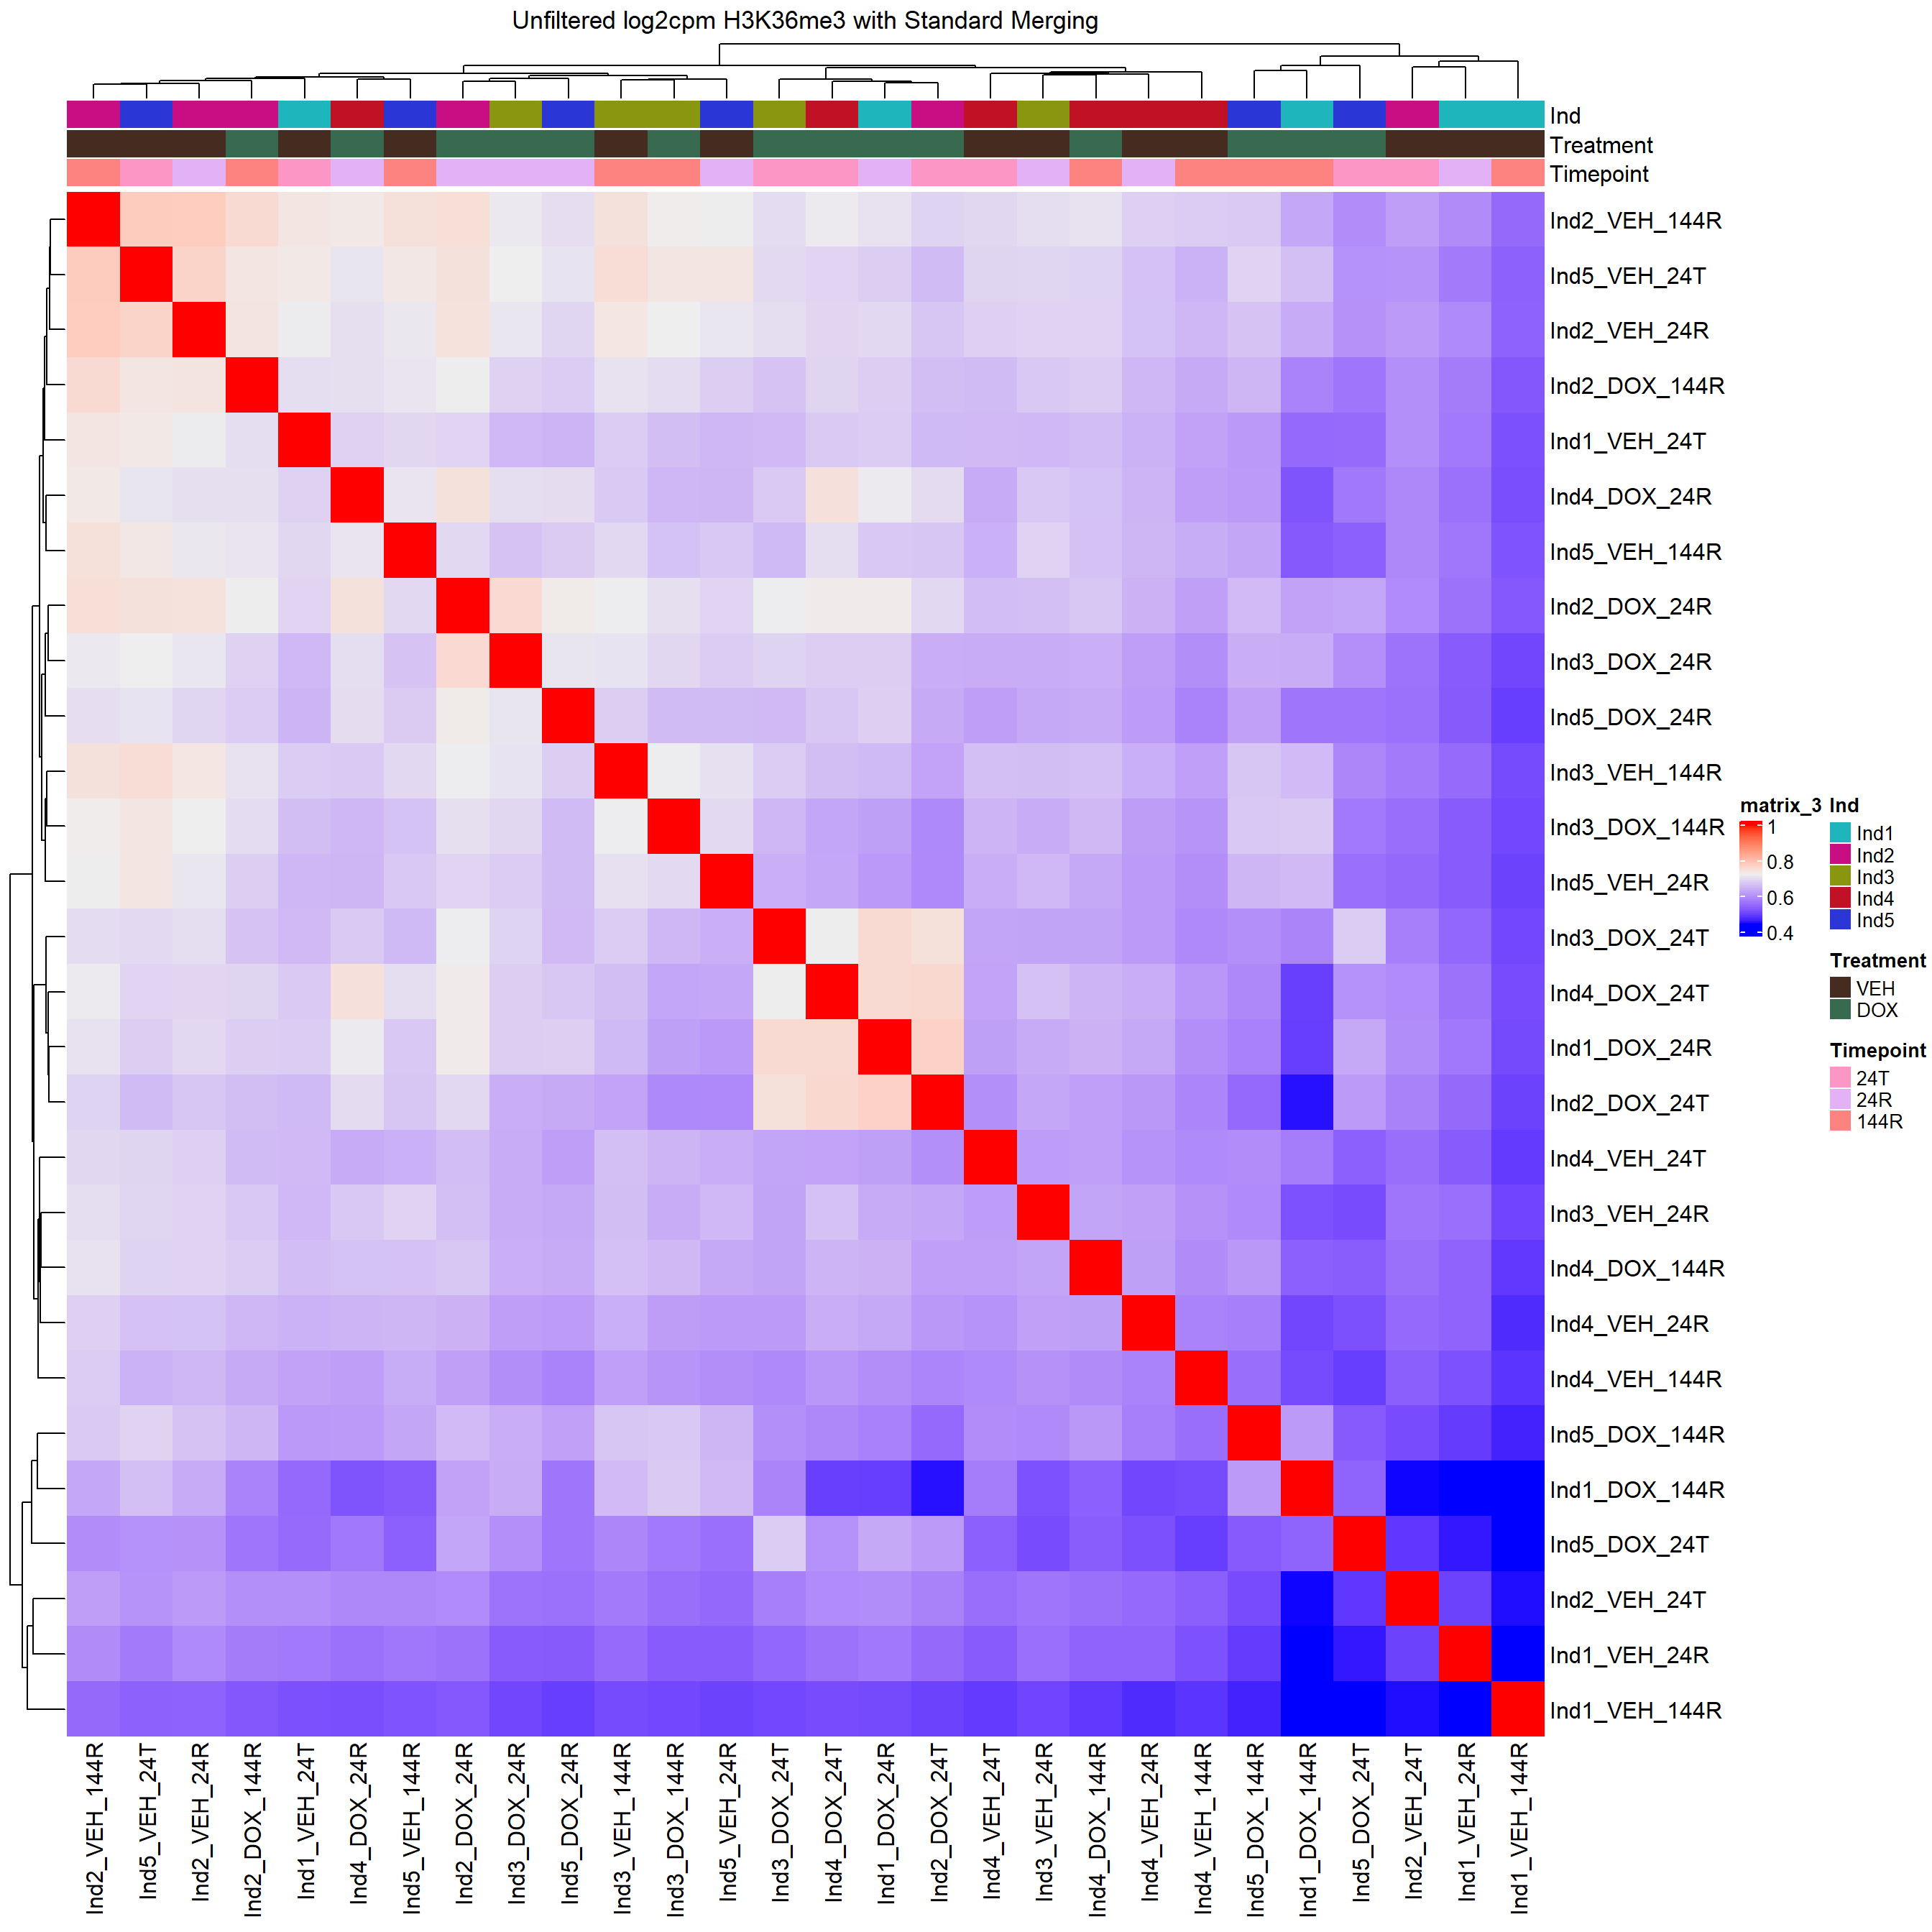 Unfiltered log2cpm H3K36me3 with Standard Merging
Ind
Treatment
Timepoint
Ind2_VEH_144R
Ind5_VEH_24T
Ind2_VEH_24R
Ind2_DOX_144R
Ind1_VEH_24T
Ind4_DOX_24R
Ind5_VEH_144R
Ind2_DOX_24R
Ind3_DOX_24R
Ind5_DOX_24R
Ind3_VEH_144R
Ind3_DOX_144R
Ind5_VEH_24R
Ind3_DOX_24T
Ind4_DOX_24T
Ind1_DOX_24R
Ind2_DOX_24T
Ind4_VEH_24T
Ind3_VEH_24R
Ind4_DOX_144R
Ind4_VEH_24R
Ind4_VEH_144R
Ind5_DOX_144R
Ind1_DOX_144R
Ind5_DOX_24T
Ind2_VEH_24T
Ind1_VEH_24R
Ind1_VEH_144R
matrix_3
1
0.8
0.6
0.4
Ind
Ind1
Ind2
Ind3
Ind4
Ind5
Treatment
VEH
DOX
Timepoint
24T
24R
144R
Ind2_VEH_144R
Ind5_VEH_24T
Ind2_VEH_24R
Ind2_DOX_144R
Ind1_VEH_24T
Ind4_DOX_24R
Ind5_VEH_144R
Ind2_DOX_24R
Ind3_DOX_24R
Ind5_DOX_24R
Ind3_VEH_144R
Ind3_DOX_144R
Ind5_VEH_24R
Ind3_DOX_24T
Ind4_DOX_24T
Ind1_DOX_24R
Ind2_DOX_24T
Ind4_VEH_24T
Ind3_VEH_24R
Ind4_DOX_144R
Ind4_VEH_24R
Ind4_VEH_144R
Ind5_DOX_144R
Ind1_DOX_144R
Ind5_DOX_24T
Ind2_VEH_24T
Ind1_VEH_24R
Ind1_VEH_144R